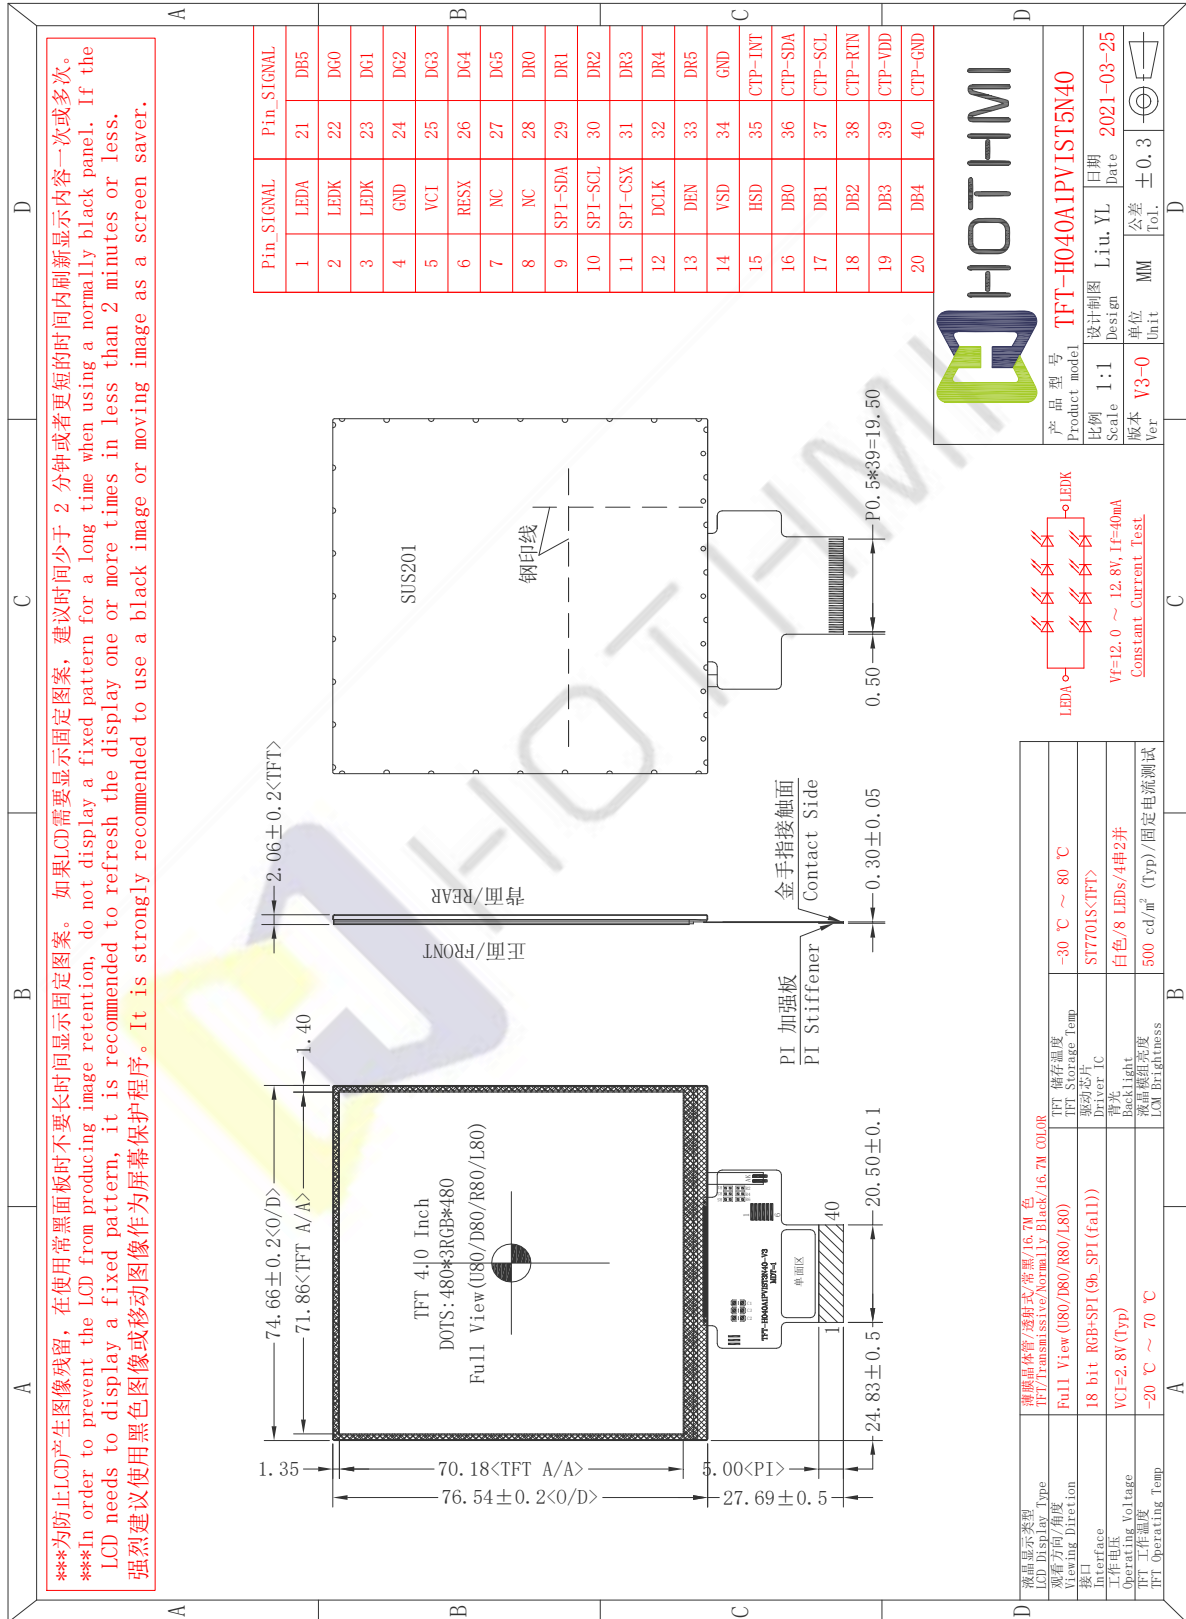 ***为防止LCD产生图像残留，在使用常黑面板时不要长时间显示固定图案。 如果LCD需要显示固定图案，建议时间少于 2 分钟或者更短的时间内刷新显示内容一次或多次。
***In order to prevent the LCD from producing image retention, do not display a fixed pattern for a long time when using a normally black panel. If the
LCD needs to display a fixed pattern, it is recommended to refresh the display one or more times in less than 2 minutes or less.
强烈建议使用黑色图像或移动图像作为屏幕保护程序。It is strongly recommended to use a black image or moving image as a screen saver.
A B C D
A B C D
74.66±0.2<O/D>
71.86<TFT A/A>
1.40
1.35
70.18<TFT A/A>
76.54±0.2<O/D>
5.00<PI>
27.69±0.5
TFT 4.0 Inch
DOTS:480*3RGB*480
Full View(U80/D80/R80/L80)
TFT-H040A1PVIST5N40-V3
单面区
1
40
24.83±0.5
20.50±0.1
2.06±0.2<TFT>
正面/FRONT
背面/REAR
PI 加强板
PI Stiffener
金手指接触面
Contact Side
0.30±0.05
SUS201
钢印线
0.50
P0.5*39=19.50
Pin_SIGNAL Pin_SIGNAL
1 LEDA 21 DB5
2 LEDK 22 DG0
3 LEDK 23 DG1
4 GND 24 DG2
5 VCI 25 DG3
6 RESX 26 DG4
7 NC 27 DG5
8 NC 28 DR0
9 SPI-SDA 29 DR1
10 SPI-SCL 30 DR2
11 SPI-CSX 31 DR3
12 DCLK 32 DR4
13 DEN 33 DR5
14 VSD 34 GND
15 HSD 35 CTP-INT
16 DB0 36 CTP-SDA
17 DB1 37 CTP-SCL
18 DB2 38 CTP-RTN
19 DB3 39 CTP-VDD
20 DB4 40 CTP-GND
LEDA
LEDK
Vf=12.0 ～ 12.8V,If=40mA
Constant Current Test
液晶显示类型
LCD Display Type
薄膜晶体管/透射式/常黑/16.7M 色
TFT/Transmissive/Normally Black/16.7M COLOR
观看方向/角度
Viewing Diretion
Full View(U80/D80/R80/L80)
TFT 储存温度
TFT Storage Temp
-30 ℃ ～ 80 ℃
接口
Interface
18 bit RGB+SPI(9b_SPI(fall))
驱动芯片
Driver IC
ST7701S<TFT>
工作电压
Operating Voltage
VCI=2.8V(Typ)
背光
Backlight
白色/8 LEDs/4串2并
TFT 工作温度
TFT Operating Temp
-20 ℃ ～ 70 ℃
液晶模组亮度
LCM Brightness
500 cd/m² (Typ)/固定电流测试
HOTHMI
产品型号
Product model
TFT-H040A1PVIST5N40
比例
Scale
1:1
设计制图
Design
Liu.YL
日期
Date
2021-03-25
版本
Ver
V3-0
单位
Unit
MM
公差
Tol.
±0.3
A B C D
A B C D
HOTHMI